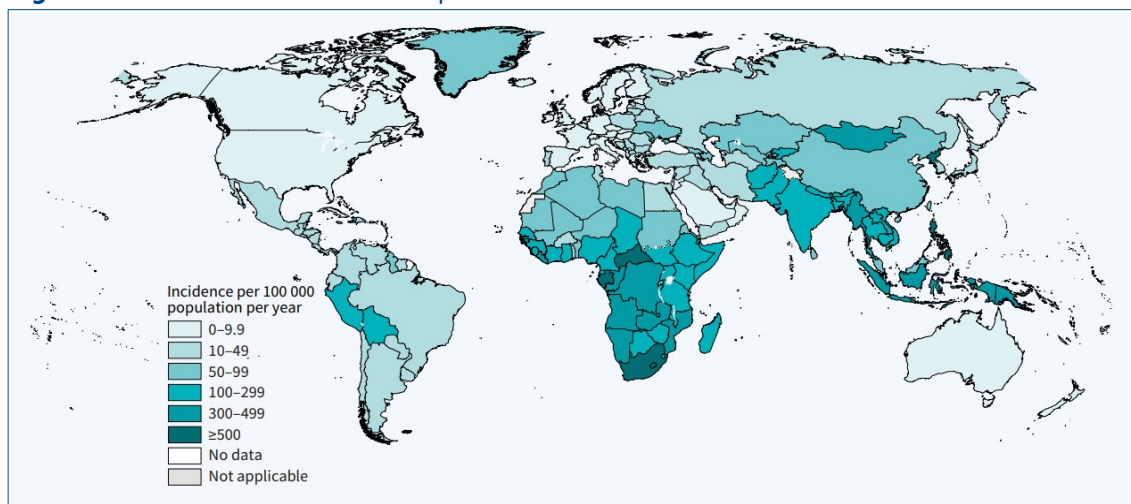 Incidence per 100 000
population per year
0–9.9
10–49
50–99
100–299
300–499
≥500
No data
Not applicable